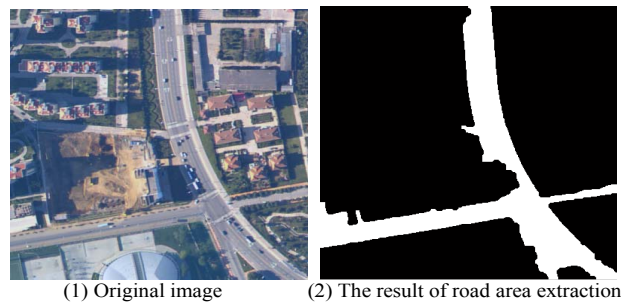 (1) Original image
(2) The result of road area extraction